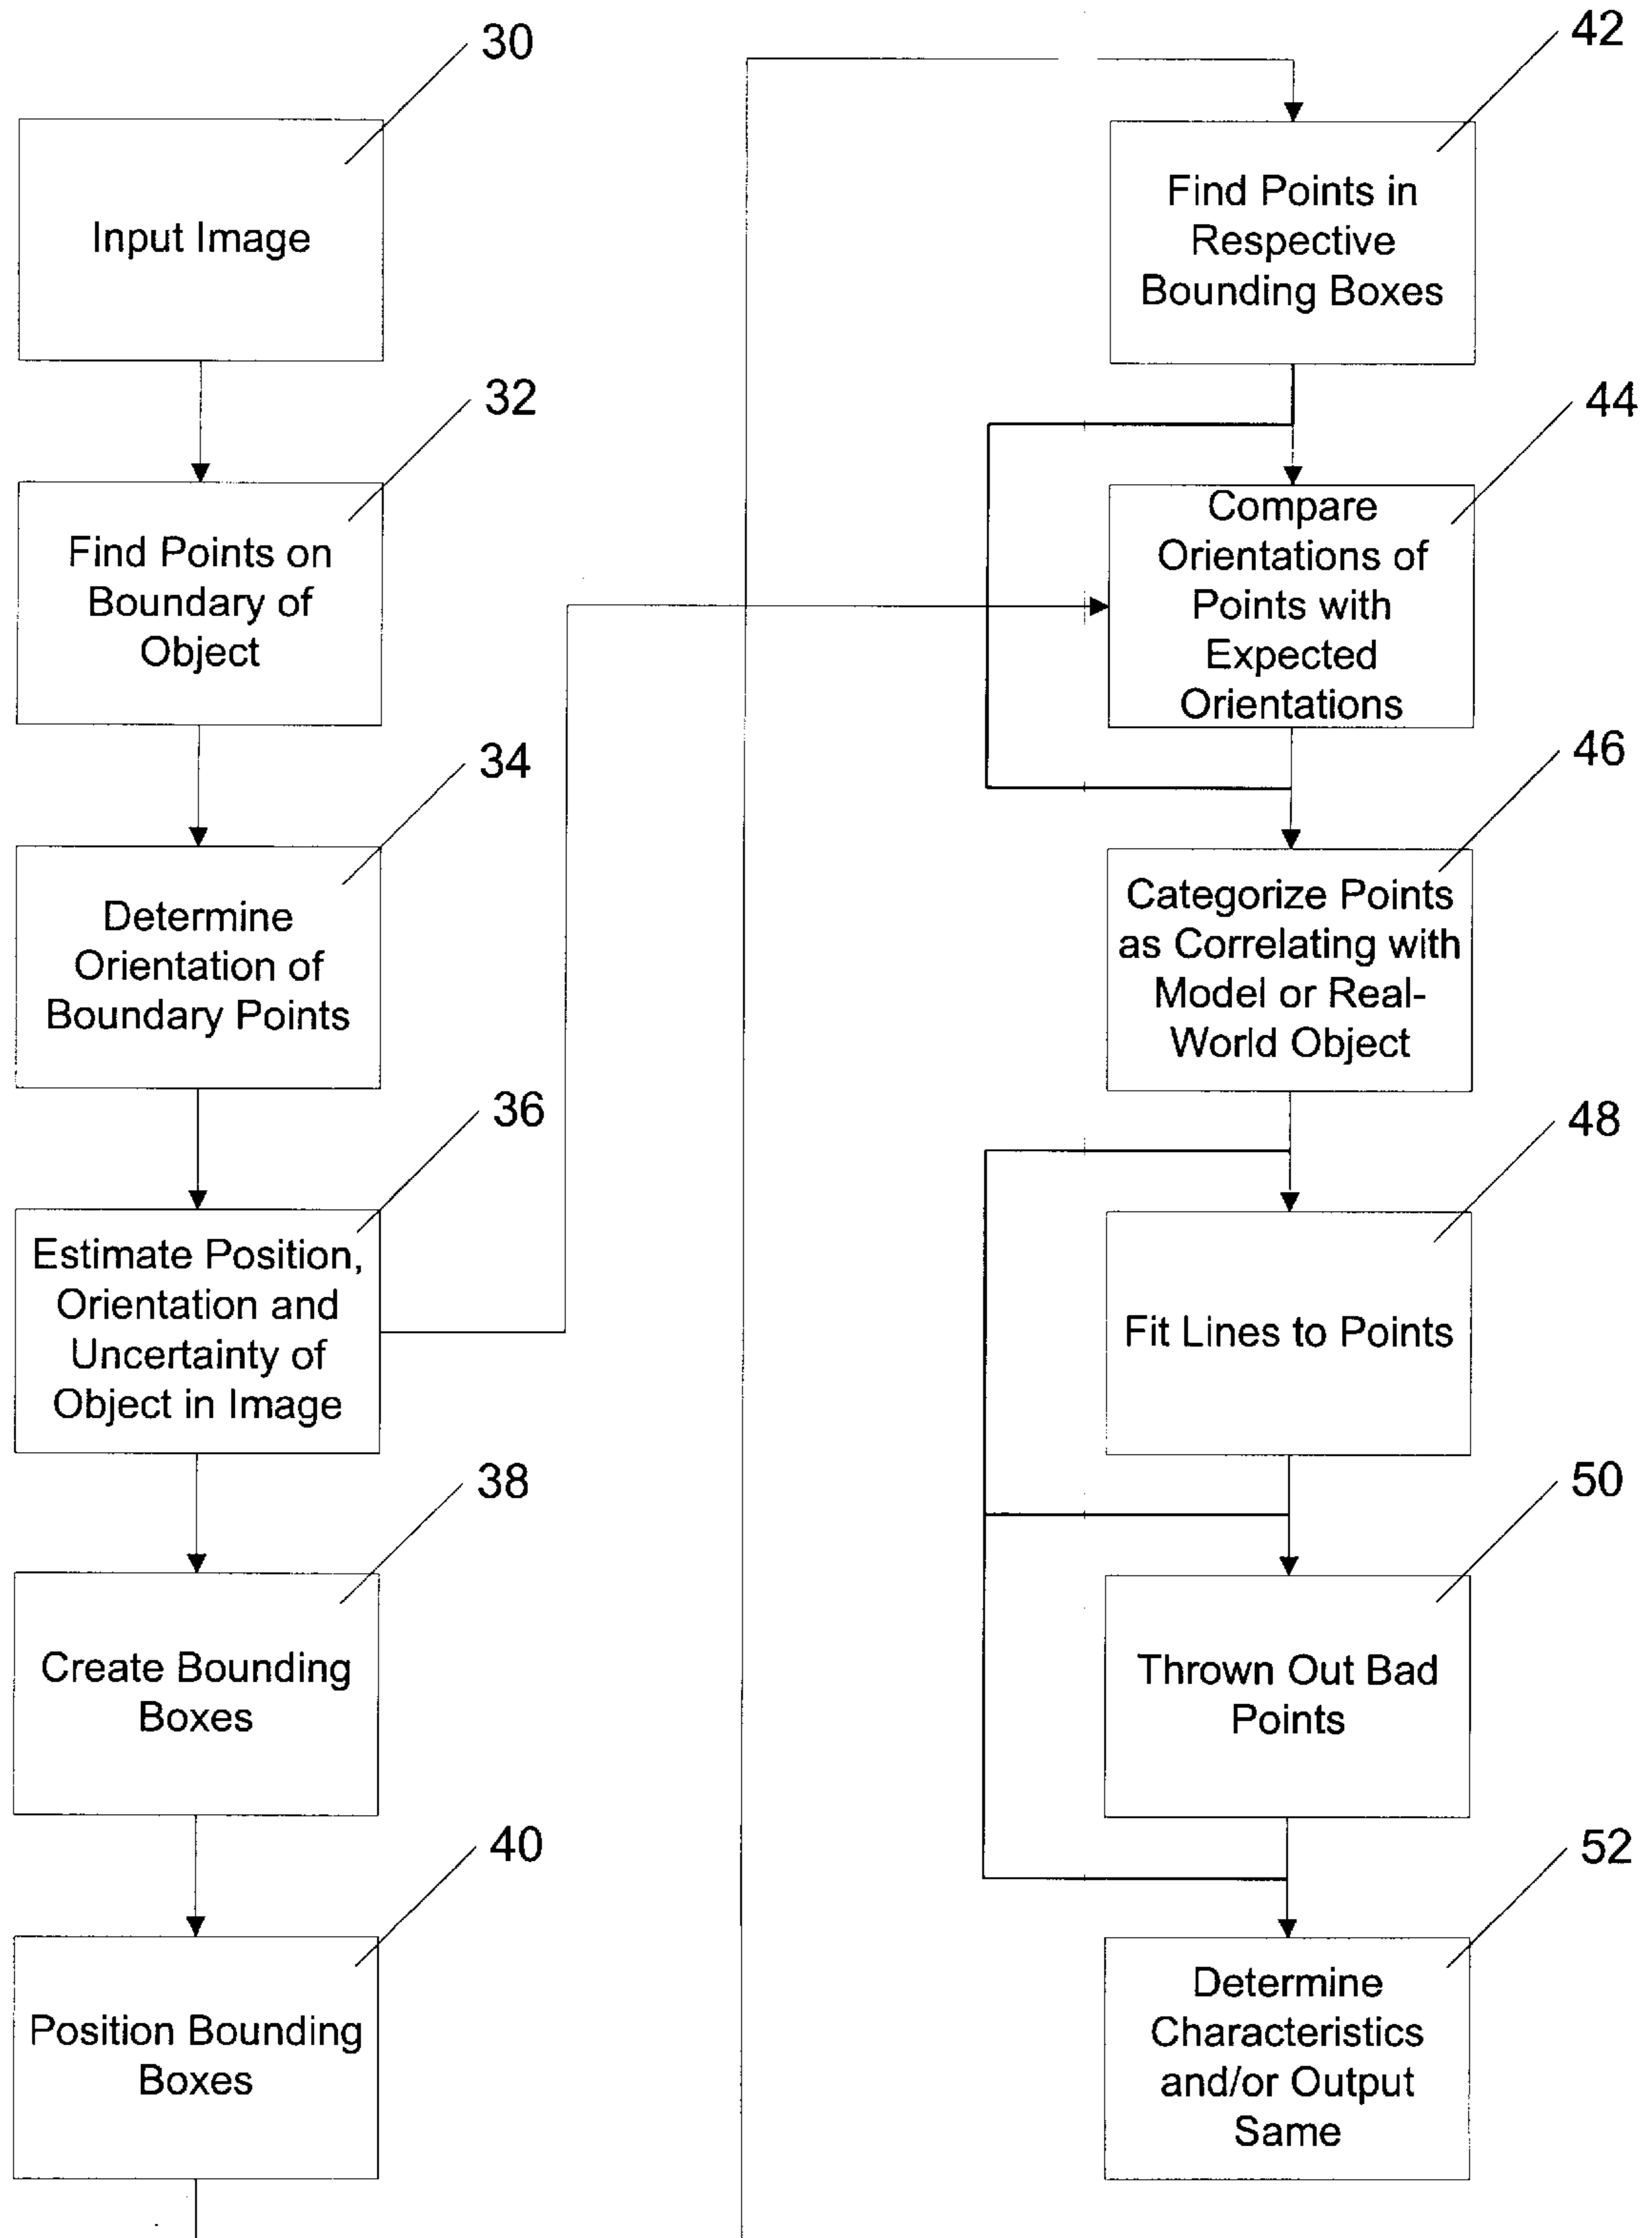 30
Input Image
32
Find Points on
Boundary of
Object
34
Determine
Orientation of
Boundary Points
36
Estimate Position,
Orientation and
Uncertainty of
Object in Image
38
Create Bounding
Boxes
40
Position Bounding
Boxes
42
Find Points in
Respective
Bounding Boxes
44
Compare
Orientations of
Points with
Expected
Orientations
46
Categorize Points
as Correlating with
Model or Real-
World Object
48
Fit Lines to Points
50
Thrown Out Bad
Points
52
Determine
Characteristics
and/or Output
Same